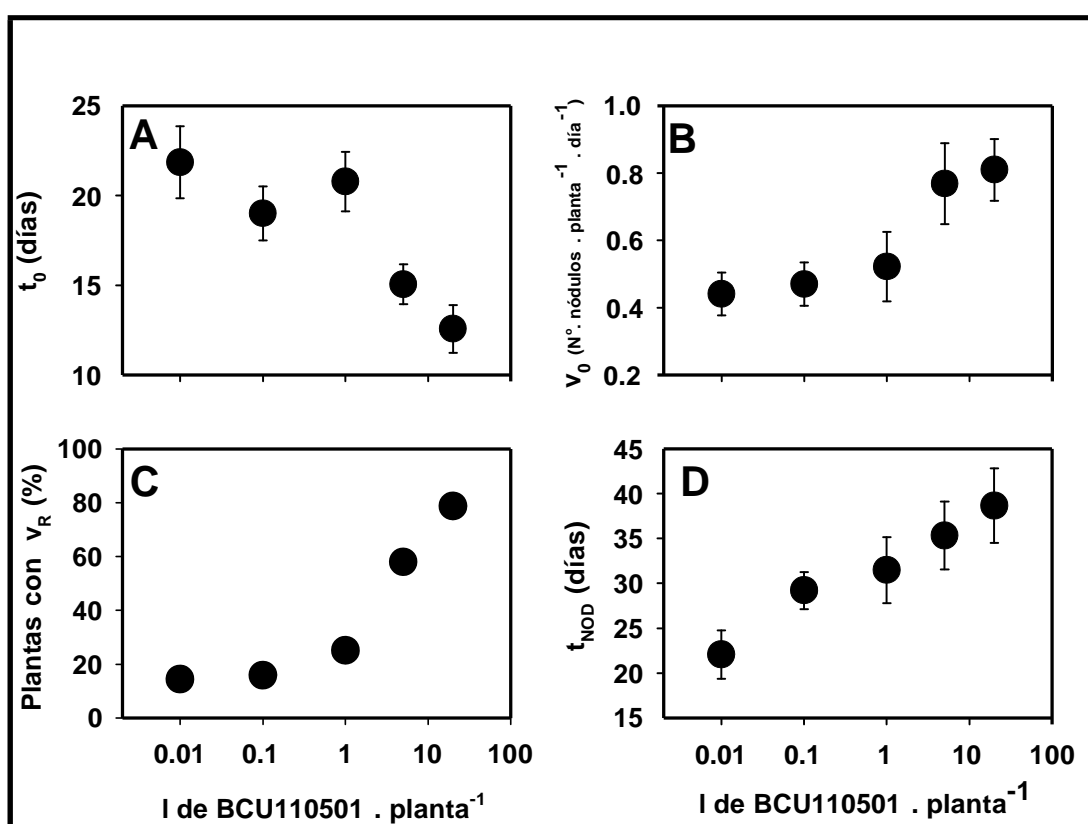 A
t0 (días)
25
20
15
10
B
v0 (N°. nódulos . planta-1 . día-1)
1.0
0.8
0.6
0.4
0.2
C
Plantas con vR (%)
100
80
60
40
20
0
0.01 0.1 1 10 100
I de BCU110501 . planta-1
D
tNOD (días)
45
40
35
30
25
20
15
0.01 0.1 1 10 100
I de BCU110501 . planta-1